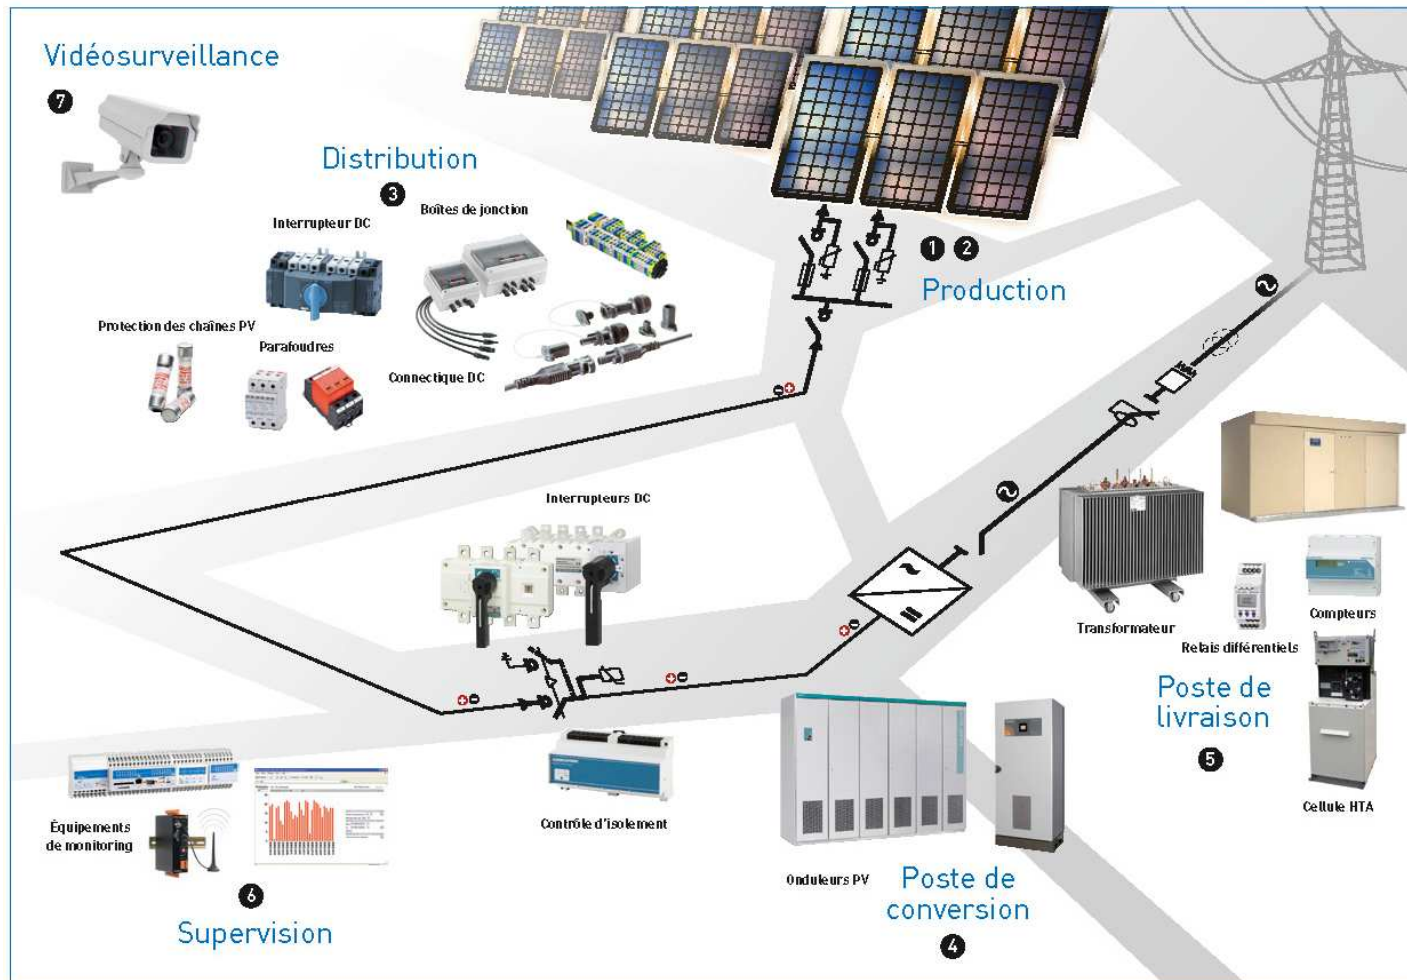 Vidéosurveillance
7
Distribution
3
Interrupteur DC
Boîtes de jonction
Protection des chaînes PV
Parafoudres
Connectique DC
1 2
Production
Interrupteurs DC
Transformateur
Relais différentiels
Compteurs
Poste de
livraison
5
Cellule HTA
Équipements
de monitoring
6
Supervision
Contrôle d'isolement
Onduleurs PV
Poste de
conversion
4